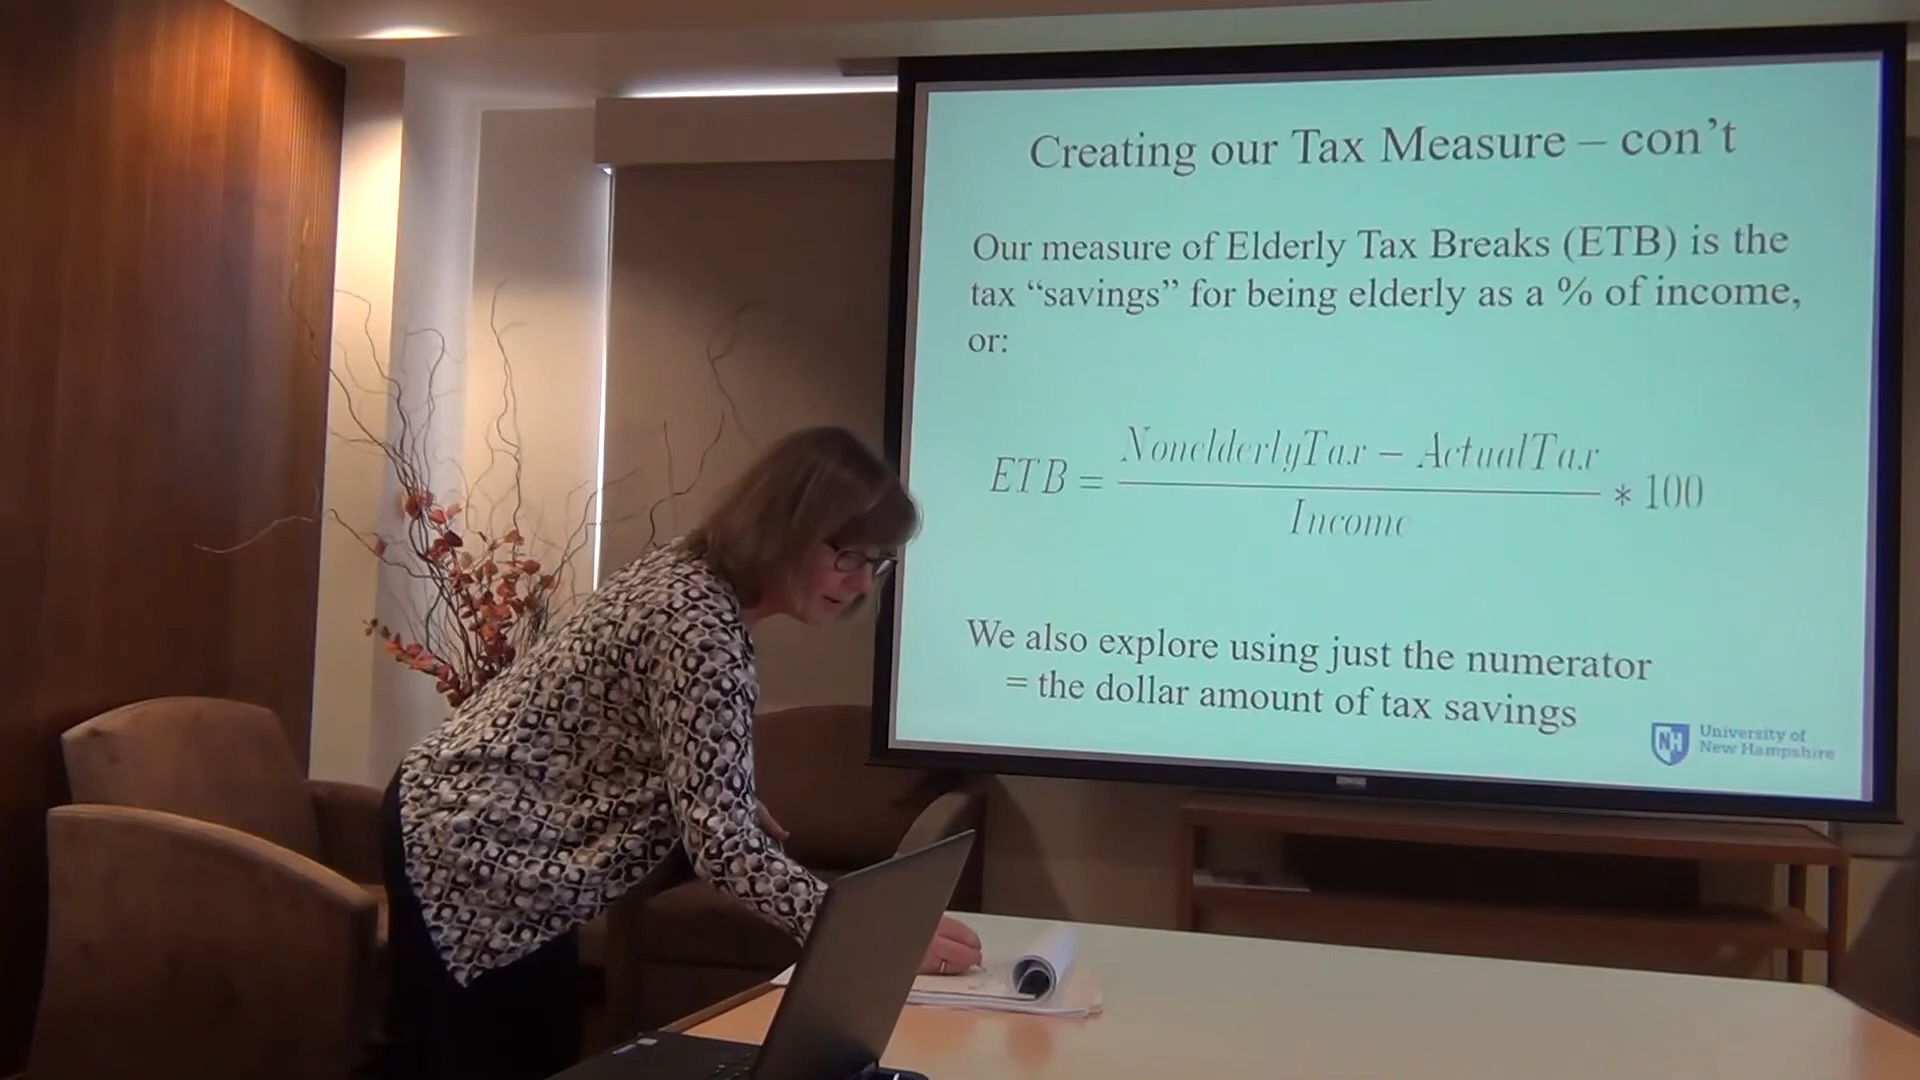 Creating our Tax Measure – con’t
Our measure of Elderly Tax Breaks (ETB) is the
tax “savings” for being elderly as a % of income,
or:
ETB = \frac{NonelderlyTax – ActualTax}{Income} * 100
We also explore using just the numerator
= the dollar amount of tax savings
NH
University of
New Hampshire